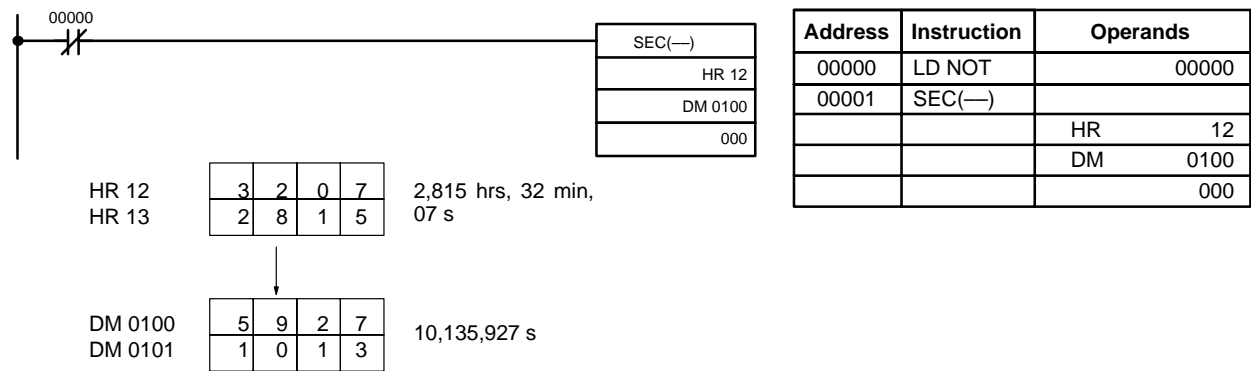 00000
SEC(—)
HR 12
DM 0100
000
Address Instruction Operands
00000 LD NOT 00000
00001 SEC(—)
HR 12
DM 0100
000
HR 12 3 2 0 7 2,815 hrs, 32 min,
HR 13 2 8 1 5 07 s
DM 0100 5 9 2 7 10,135,927 s
DM 0101 1 0 1 3